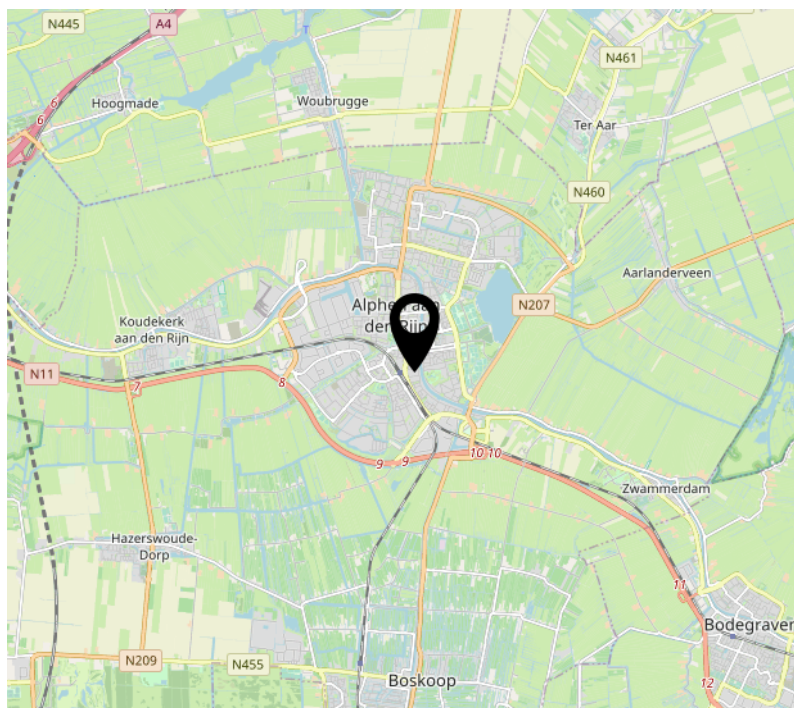 N445
A4
N461
Hoogmade
Woubrugge
6
6
Ter Aar
N460
Aarlanderveen
N207
Alphen aan
den Rijn
Koudekerk
aan den Rijn
N11
7
8
9
9
10
10
Zwammerdam
Hazerswoude-
Dorp
11
Bodegraven
N209
N455
Boskoop
12